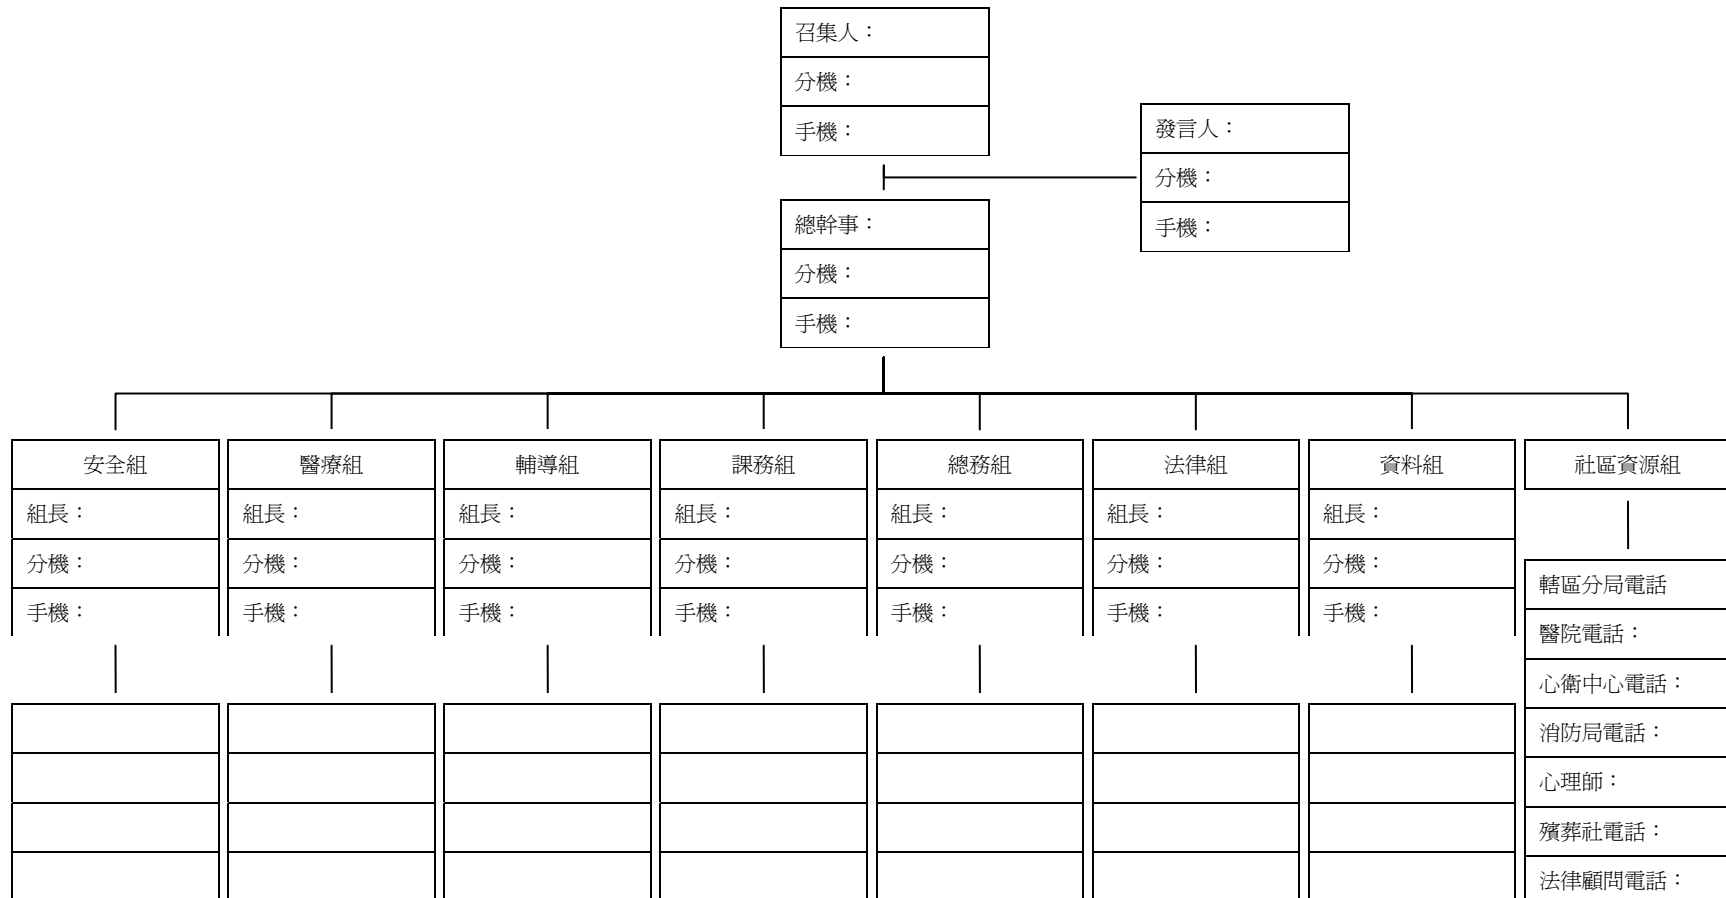 召集人：
分機：
手機：
發言人：
分機：
手機：
總幹事：
分機：
手機：
安全組
組長：
分機：
手機：
醫療組
組長：
分機：
手機：
輔導組
組長：
分機：
手機：
課務組
組長：
分機：
手機：
總務組
組長：
分機：
手機：
法律組
組長：
分機：
手機：
資料組
組長：
分機：
手機：
社區資源組
轄區分局電話
醫院電話：
心衛中心電話：
消防局電話：
心理師：
殯葬社電話：
法律顧問電話：